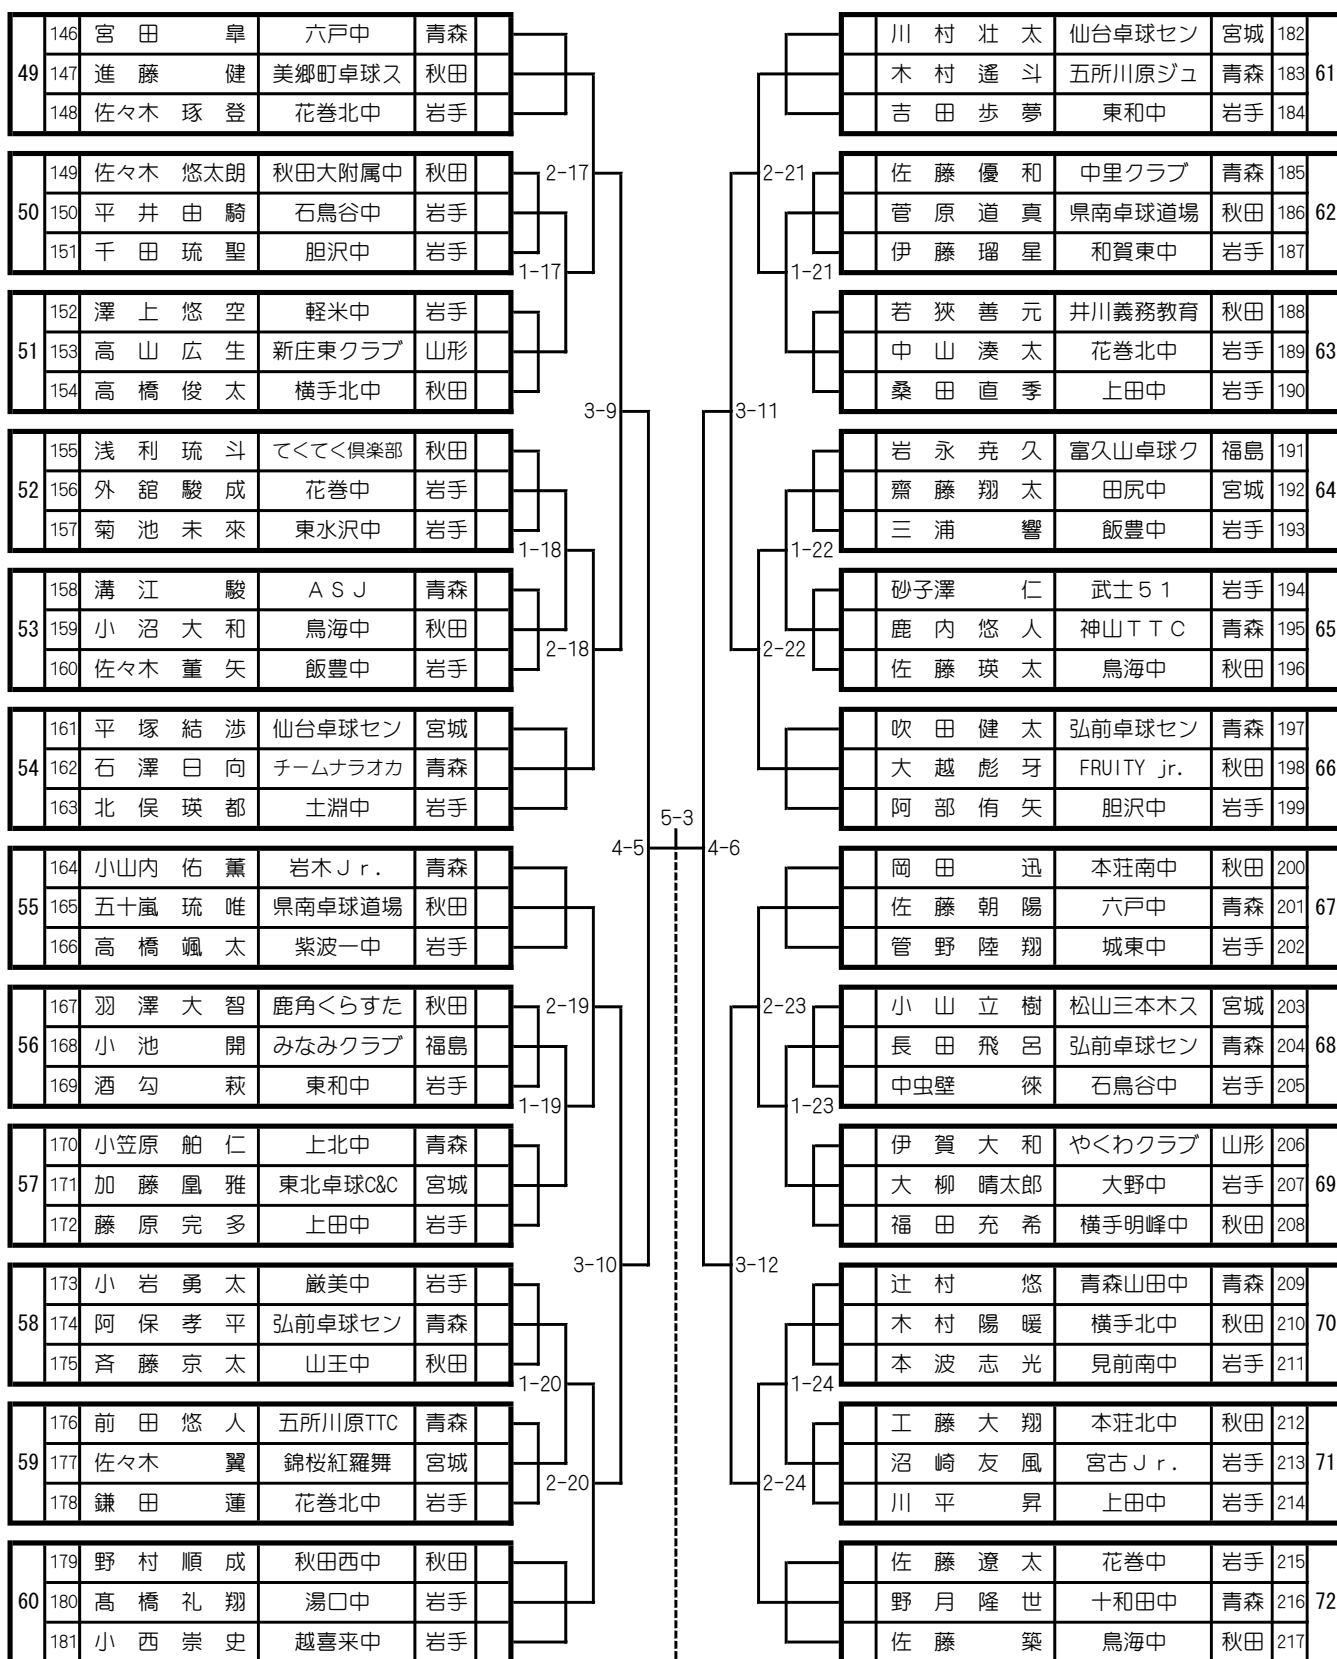 49
146 宮田 皐 六戸中 青森
147 進藤 健 美郷町卓球ス 秋田
148 佐々木 琢登 花巻北中 岩手
2-17
50
149 佐々木 悠太朗 秋田大附属中 秋田
150 平井由騎 石鳥谷中 岩手
151 千田琉聖 胆沢中 岩手
1-17
51
152 澤上悠空 軽米中 岩手
153 高山広生 新庄東クラブ 山形
154 高橋俊太 横手北中 秋田
3-9
52
155 浅利琉斗 てくてく倶楽部 秋田
156 外舘駿成 花巻中 岩手
157 菊池未來 東水沢中 岩手
1-18
53
158 溝江 駿 ASJ 青森
159 小沼大和 鳥海中 秋田
160 佐々木 董矢 飯豊中 岩手
2-18
54
161 平塚結渉 仙台卓球セン 宮城
162 石澤日向 チームナラオカ 青森
163 北俣瑛都 土淵中 岩手
4-5
55
164 小山内 佑薫 岩木Jr. 青森
165 五十嵐 琉唯 県南卓球道場 秋田
166 高橋颯太 紫波一中 岩手
2-19
56
167 羽澤大智 鹿角くらすた 秋田
168 小池 開 みなみクラブ 福島
169 酒勾 萩 東和中 岩手
1-19
57
170 小笠原 舶仁 上北中 青森
171 加藤凰雅 東北卓球C&C 宮城
172 藤原完多 上田中 岩手
3-10
58
173 小岩勇太 厳美中 岩手
174 阿保孝平 弘前卓球セン 青森
175 斉藤京太 山王中 秋田
1-20
59
176 前田悠人 五所川原TTC 青森
177 佐々木 翼 錦桜紅羅舞 宮城
178 鎌田 蓮 花巻北中 岩手
2-20
60
179 野村順成 秋田西中 秋田
180 髙橋礼翔 湯口中 岩手
181 小西崇史 越喜来中 岩手
5-3
川村壮太 仙台卓球セン 宮城 182
木村遙斗 五所川原ジュ 青森 183
吉田歩夢 東和中 岩手 184
61
2-21
佐藤優和 中里クラブ 青森 185
菅原道真 県南卓球道場 秋田 186
伊藤瑠星 和賀東中 岩手 187
62
1-21
若狹善元 井川義務教育 秋田 188
中山湊太 花巻北中 岩手 189
桑田直季 上田中 岩手 190
63
3-11
岩永尭久 富久山卓球ク 福島 191
齋藤翔太 田尻中 宮城 192
三浦 響 飯豊中 岩手 193
64
1-22
砂子澤 仁 武士51 岩手 194
鹿内悠人 神山TTC 青森 195
佐藤瑛太 鳥海中 秋田 196
65
2-22
吹田健太 弘前卓球セン 青森 197
大越彪牙 FRUITY jr. 秋田 198
阿部侑矢 胆沢中 岩手 199
66
4-6
岡田 迅 本荘南中 秋田 200
佐藤朝陽 六戸中 青森 201
管野陸翔 城東中 岩手 202
67
2-23
小山立樹 松山三本木ス 宮城 203
長田飛呂 弘前卓球セン 青森 204
中虫壁 徠 石鳥谷中 岩手 205
68
1-23
伊賀大和 やくわクラブ 山形 206
大柳 晴太郎 大野中 岩手 207
福田充希 横手明峰中 秋田 208
69
3-12
辻村 悠 青森山田中 青森 209
木村陽暖 横手北中 秋田 210
本波志光 見前南中 岩手 211
70
1-24
工藤大翔 本荘北中 秋田 212
沼崎友風 宮古Jr. 岩手 213
川平 昇 上田中 岩手 214
71
2-24
佐藤遼太 花巻中 岩手 215
野月隆世 十和田中 青森 216
佐藤 築 鳥海中 秋田 217
72